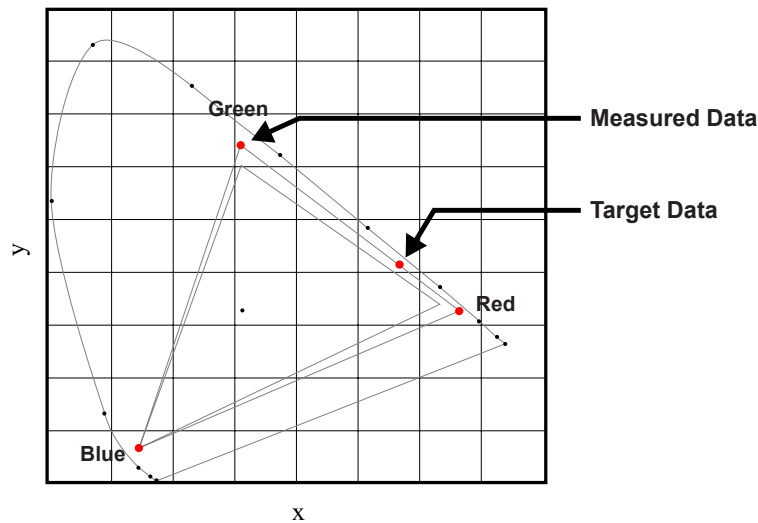 Green
Measured Data
Target Data
y
Red
Blue
x